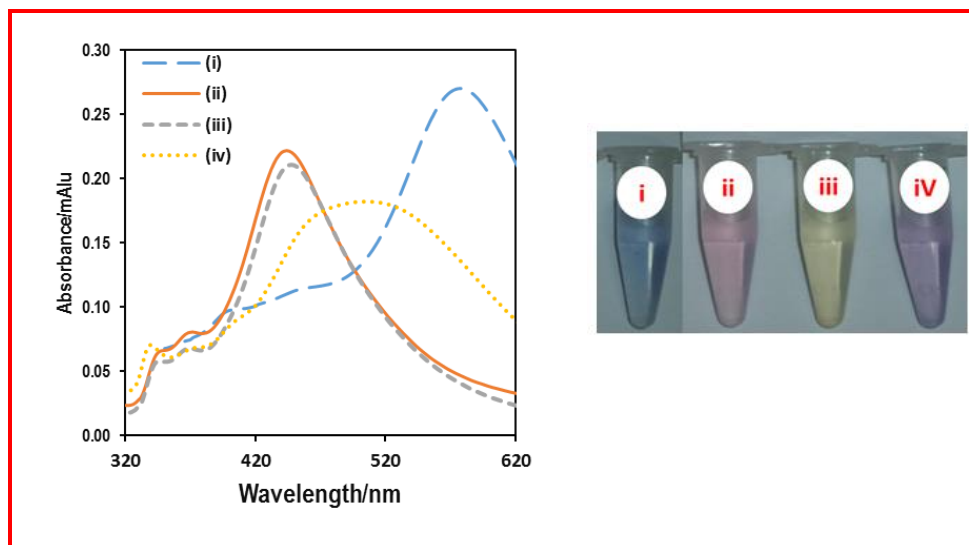 0.30
0.25
0.20
0.15
0.10
0.05
0.00
320
420
520
620
Absorbance/mAlu
Wavelength/nm
(i)
(ii)
(iii)
(iv)
i
ii
iii
iV